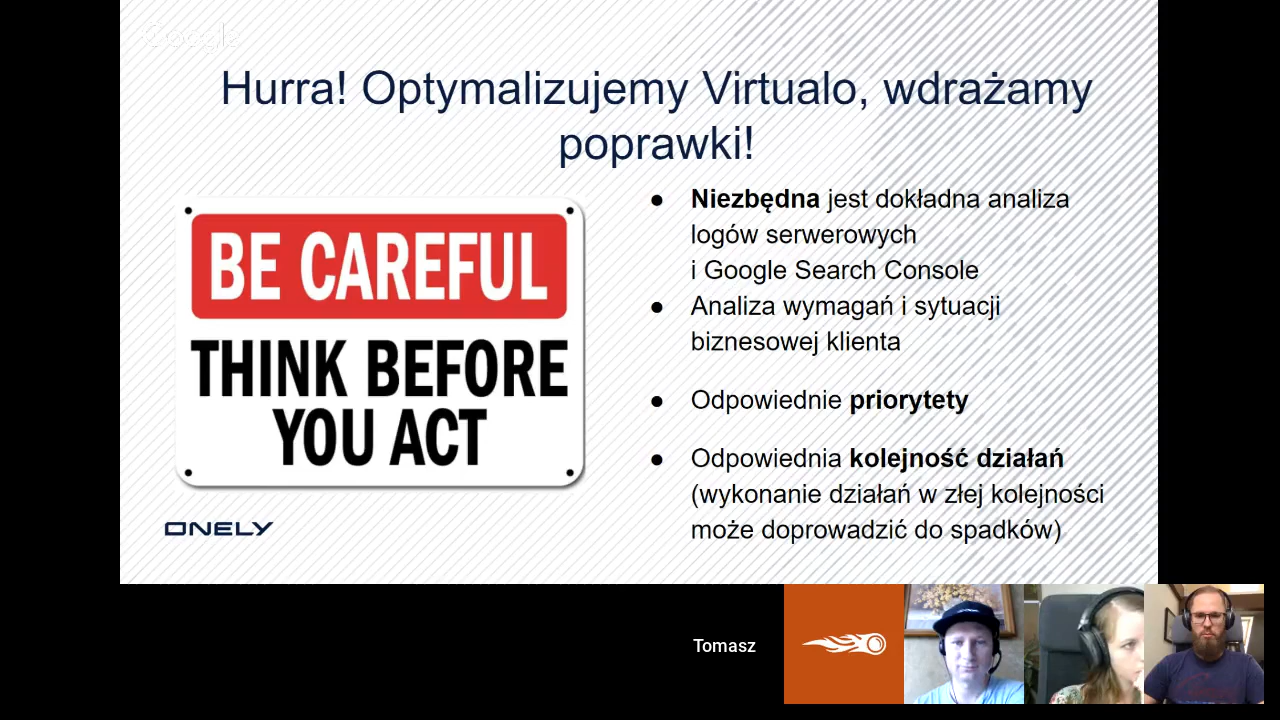 Google
Hurra! Optymalizujemy Virtualo, wdrażamy
poprawki!
BE CAREFUL
THINK BEFORE
YOU ACT
● Niezbędna jest dokładna analiza
logów serwerowych
i Google Search Console
● Analiza wymagań i sytuacji
biznesowej klienta
● Odpowiednie priorytety
● Odpowiednia kolejność działań
(wykonanie działań w złej kolejności
może doprowadzić do spadków)
ONELY
Tomasz